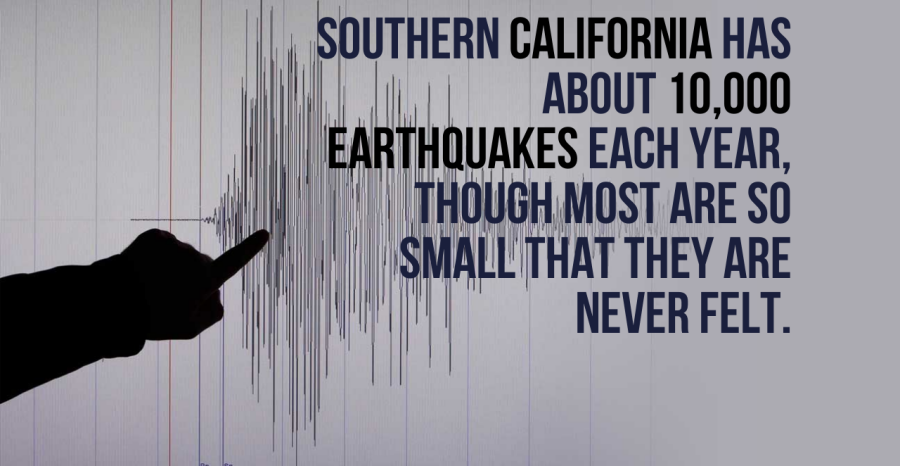 SOUTHERN CALIFORNIA HAS
ABOUT 10,000
EARTHQUAKES EACH YEAR,
THOUGH MOST ARE SO
SMALL THAT THEY ARE
NEVER FELT.